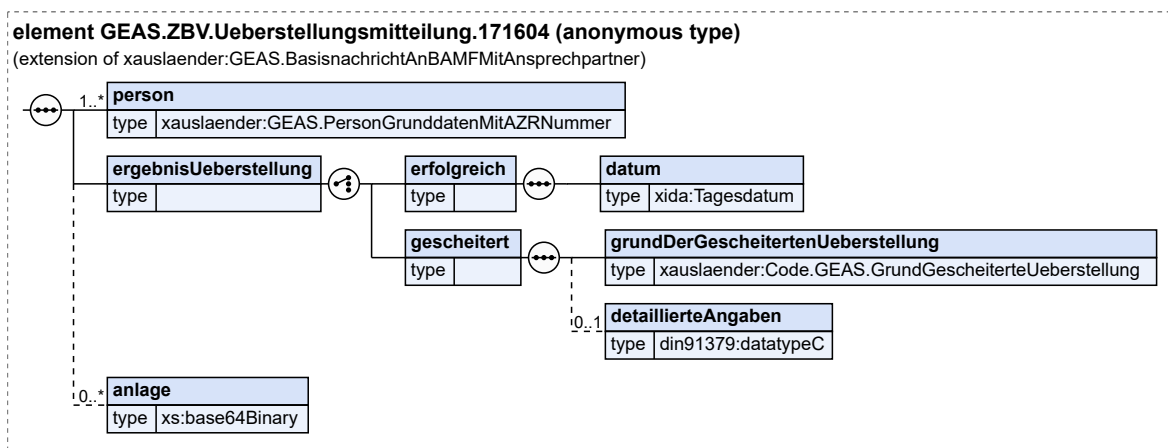 element GEAS.ZBV.Ueberstellungsmitteilung.171604 (anonymous type)
(extension of xauslaender:GEAS.BasisnachrichtAnBAMFMitAnsprechpartner)
1..*
person
type xauslaender:GEAS.PersonGrunddatenMitAZRNummer
ergebnisUeberstellung
type
erfolgreich
type
datum
type xida:Tagesdatum
gescheitert
type
grundDerGescheitertenUeberstellung
type xauslaender:Code.GEAS.GrundGescheiterteUeberstellung
0..1
detaillierteAngaben
type din91379:datatypeC
0..*
anlage
type xs:base64Binary